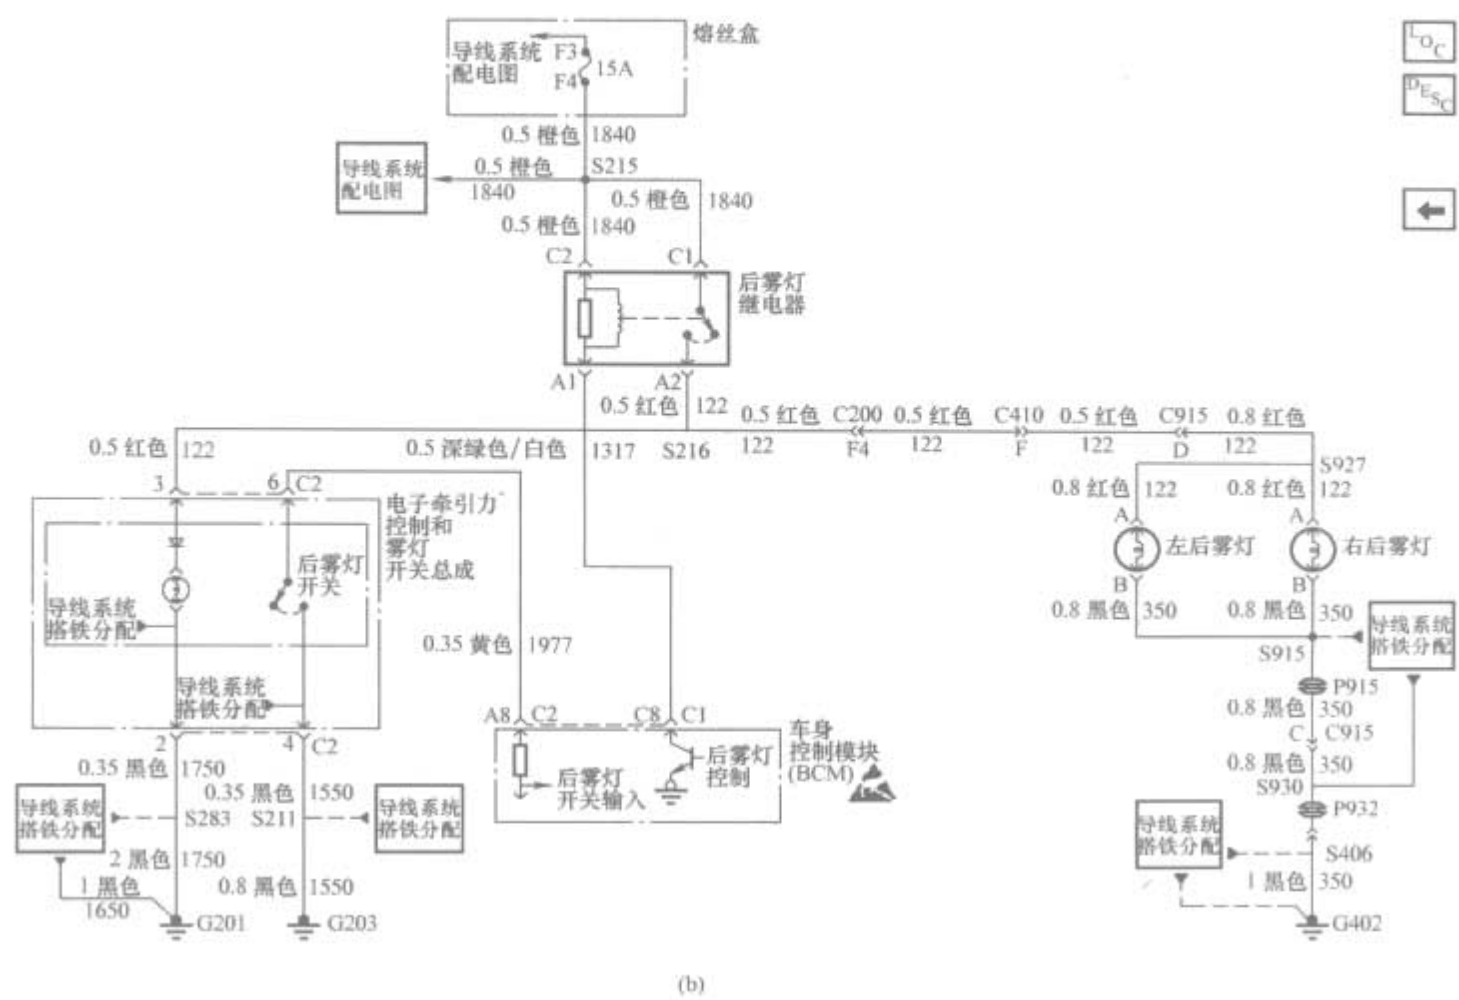 熔丝盒
导线系统
配电图
F3
F4
15A
LOC
DESC
0.5 橙色 1840
导线系统
配电图
0.5 橙色
1840
S215
0.5 橙色 1840
0.5 橙色 1840
C2
C1
后雾灯
继电器
A1
A2
0.5 红色 122
0.5 红色
122
C200
F4
0.5 红色
122
C410
F
0.5 红色
122
C915
D
0.8 红色
122
0.5 红色 122
0.5 深绿色/白色 1317
S216
S927
3
6 C2
0.8 红色 122
0.8 红色 122
电子牵引力
控制和
雾灯
开关总成
A
左后雾灯
B
A
右后雾灯
B
后雾灯
开关
导线系统
搭铁分配
0.8 黑色 350
0.8 黑色 350
导线系统
搭铁分配
0.35 黄色 1977
S915
导线系统
搭铁分配
P915
0.8 黑色 350
C C915
A8 C2
C8 C1
车身
控制模块
(BCM)
后雾灯
控制
后雾灯
开关输入
2
4 C2
0.35 黑色 1750
0.35 黑色 1550
0.8 黑色 350
S930
P932
导线系统
搭铁分配
S283
S211
导线系统
搭铁分配
导线系统
搭铁分配
S406
2 黑色 1750
1 黑色
1650
0.8 黑色 1550
1 黑色 350
G201
G203
G402
(b)